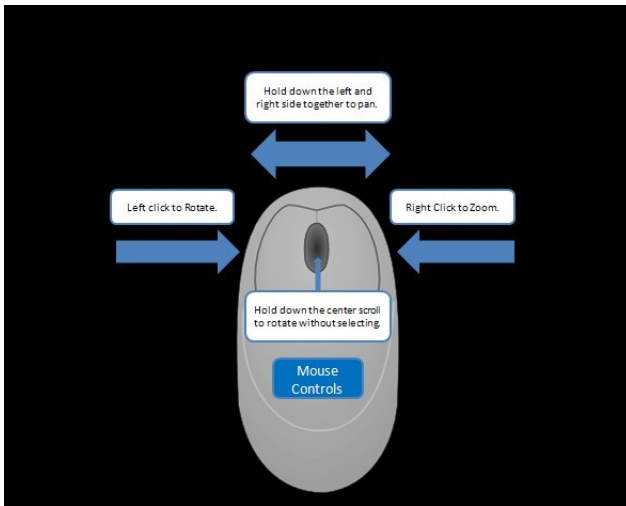 Hold down the left and
right side together to pan.
Left click to Rotate.
Right Click to Zoom.
Hold down the center scroll
to rotate without selecting.
Mouse
Controls